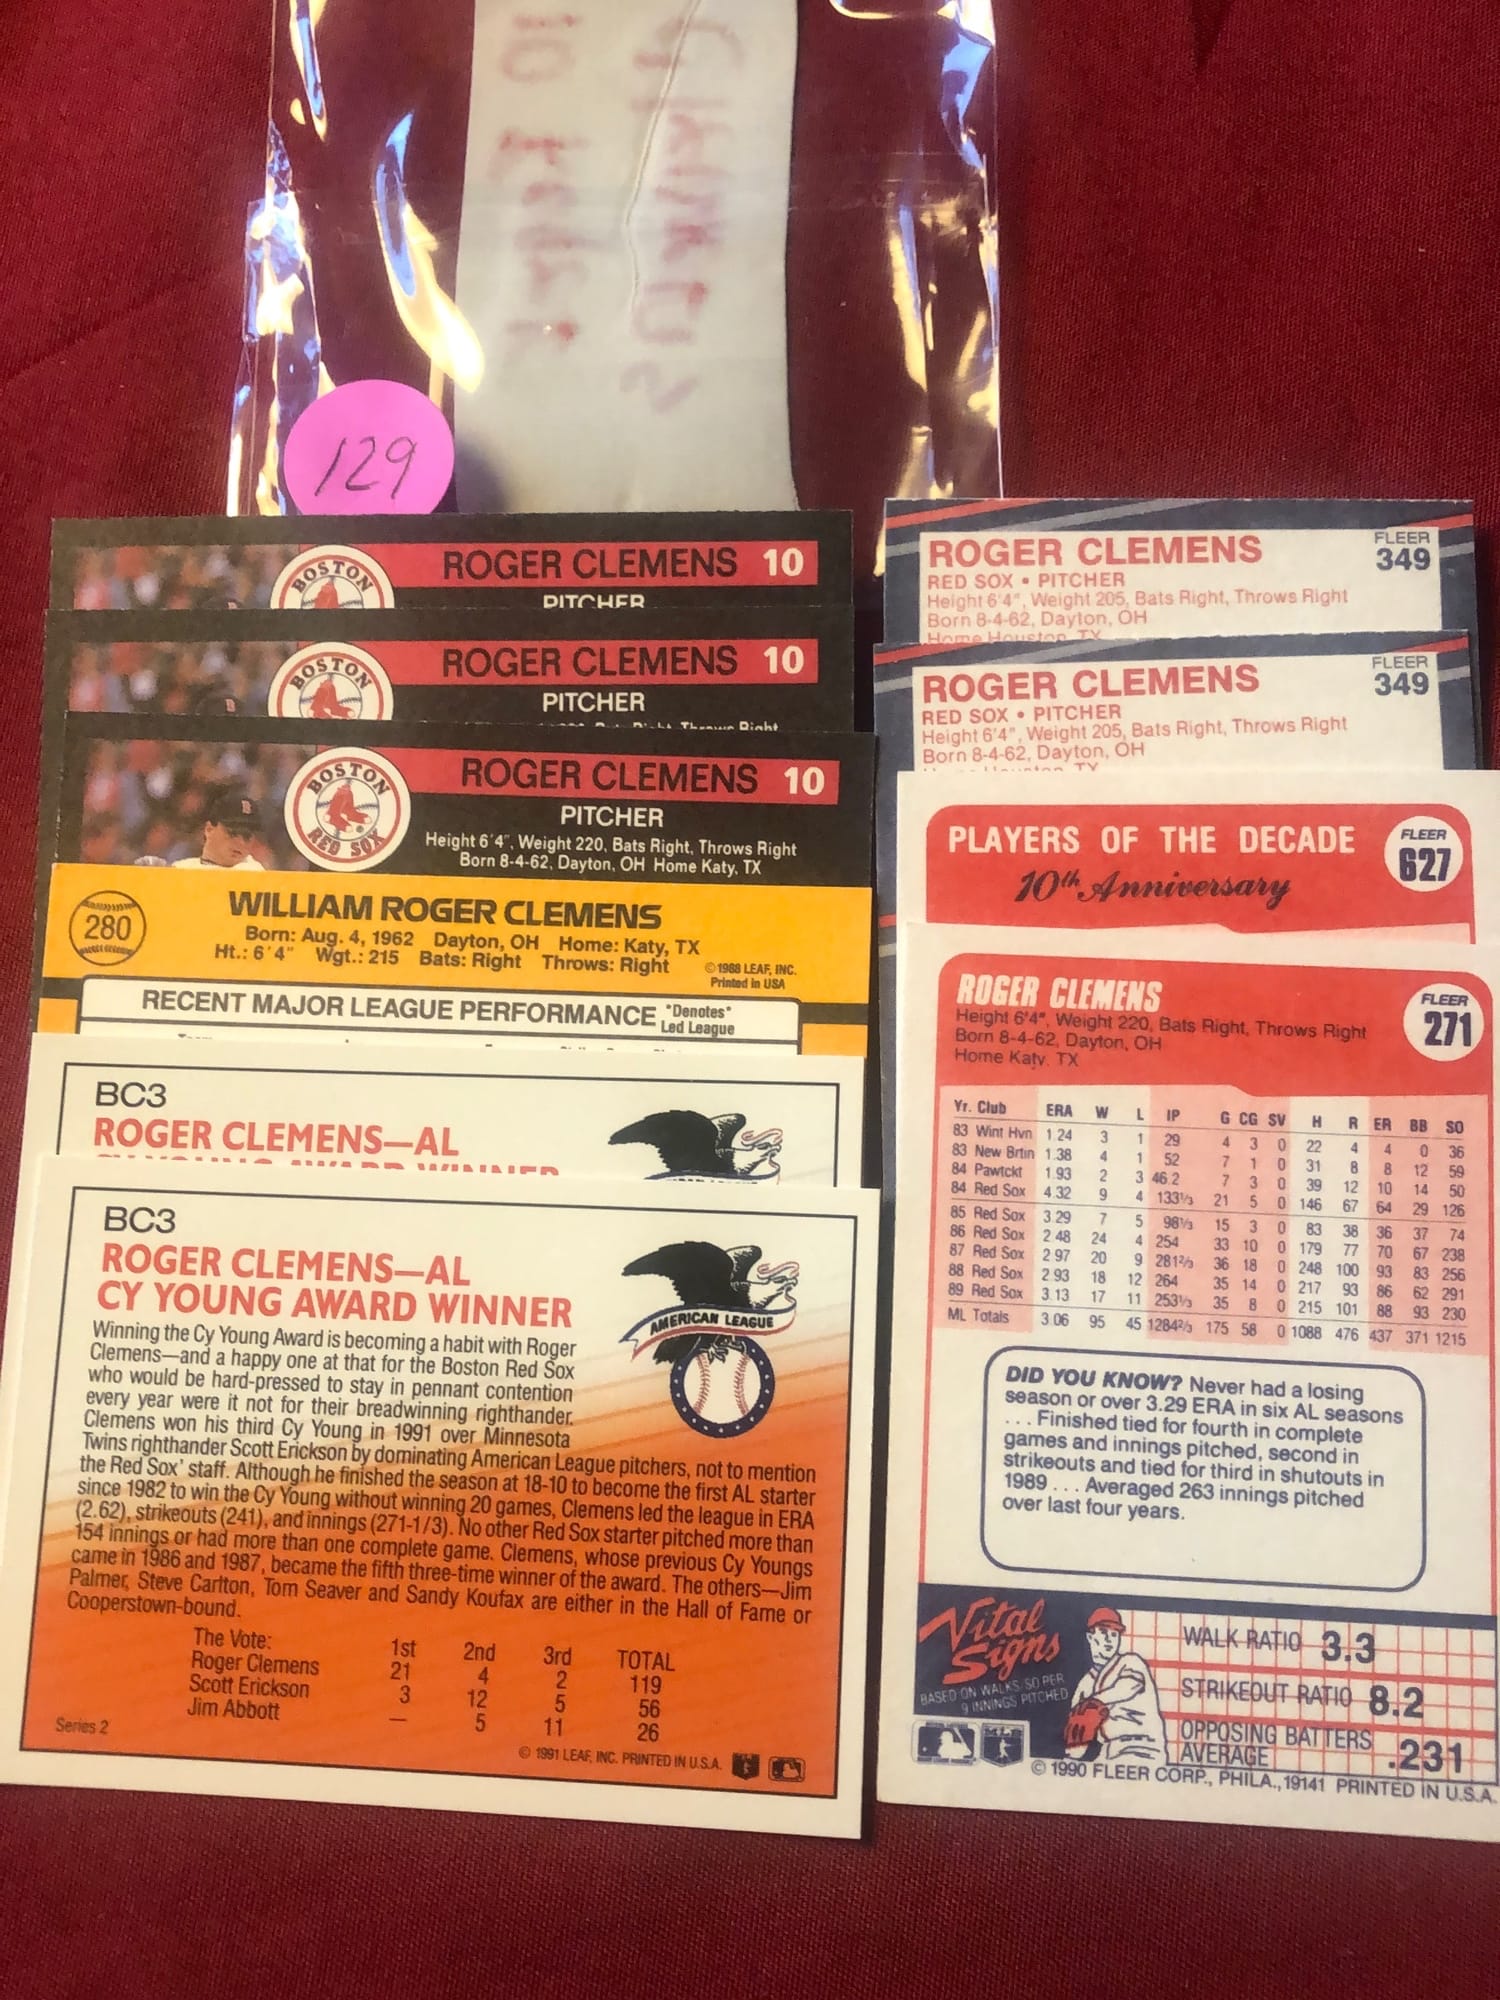 129
BOSTON
ROGER CLEMENS 10
PITCHER
BOSTON
ROGER CLEMENS 10
PITCHER
Throws Right
BOSTON
RED SOX
ROGER CLEMENS 10
PITCHER
Height 6'4", Weight 220, Bats Right, Throws Right
Born 8-4-62, Dayton, OH Home Katy, TX
280
WILLIAM ROGER CLEMENS
Born: Aug. 4, 1962 Dayton, OH Home: Katy, TX
Ht.: 6'4" Wgt.: 215 Bats: Right Throws: Right
©1988 LEAF, INC.
Printed in USA
RECENT MAJOR LEAGUE PERFORMANCE
"Denotes"
Led League
BC3
ROGER CLEMENS—AL
CY YOUNG AWARD WINNER
BC3
ROGER CLEMENS—AL
CY YOUNG AWARD WINNER
AMERICAN LEAGUE
Winning the Cy Young Award is becoming a habit with Roger
Clemens—and a happy one at that for the Boston Red Sox
who would be hard-pressed to stay in pennant contention
every year were it not for their breadwinning righthander.
Clemens won his third Cy Young in 1991 over Minnesota
Twins righthander Scott Erickson by dominating American League pitchers, not to mention
the Red Sox' staff. Although he finished the season at 18-10 to become the first AL starter
since 1982 to win the Cy Young without winning 20 games, Clemens led the league in ERA
(2.62), strikeouts (241), and innings (271-1/3). No other Red Sox starter pitched more than
154 innings or had more than one complete game. Clemens, whose previous Cy Youngs
came in 1986 and 1987, became the fifth three-time winner of the award. The others—Jim
Palmer, Steve Carlton, Tom Seaver and Sandy Koufax are either in the Hall of Fame or
Cooperstown-bound.
The Vote: 1st 2nd 3rd TOTAL
Roger Clemens 21 4 2 119
Scott Erickson 3 12 5 56
Jim Abbott — 5 11 26
Series 2
© 1991 LEAF, INC. PRINTED IN U.S.A.
ROGER CLEMENS
FLEER
349
RED SOX • PITCHER
Height 6'4", Weight 205, Bats Right, Throws Right
Born 8-4-62, Dayton, OH
Home Houston, TX
ROGER CLEMENS
FLEER
349
RED SOX • PITCHER
Height 6'4", Weight 205, Bats Right, Throws Right
Born 8-4-62, Dayton, OH
PLAYERS OF THE DECADE
10th Anniversary
FLEER
627
ROGER CLEMENS
Height 6'4", Weight 220, Bats Right, Throws Right
Born 8-4-62, Dayton, OH
Home Katy, TX
FLEER
271
Yr. Club ERA W L IP G CG SV H R ER BB SO
83 Wint Hvn 1.24 3 1 29 4 3 0 22 4 4 0 36
83 New Brtin 1.38 4 1 52 7 1 0 31 8 8 12 59
84 Pawtckt 1.93 2 3 46.2 7 3 0 39 12 10 14 50
84 Red Sox 4.32 9 4 133⅓ 21 5 0 146 67 64 29 126
85 Red Sox 3.29 7 5 98⅓ 15 3 0 83 38 36 37 74
86 Red Sox 2.48 24 4 254 33 10 0 179 77 70 67 238
87 Red Sox 2.97 20 9 281⅔ 36 18 0 248 100 93 83 256
88 Red Sox 2.93 18 12 264 35 14 0 217 93 86 62 291
89 Red Sox 3.13 17 11 253⅓ 35 8 0 215 101 88 93 230
ML Totals 3.06 95 45 1284⅔ 175 58 0 1088 476 437 371 1215
DID YOU KNOW? Never had a losing
season or over 3.29 ERA in six AL seasons
. . . Finished tied for fourth in complete
games and innings pitched, second in
strikeouts and tied for third in shutouts in
1989 . . . Averaged 263 innings pitched
over last four years.
Vital
Signs
BASED ON WALKS, SO PER
9 INNINGS PITCHED
WALK RATIO 3.3
STRIKEOUT RATIO 8.2
OPPOSING BATTERS
AVERAGE .231
© 1990 FLEER CORP., PHILA., 19141 PRINTED IN U.S.A.